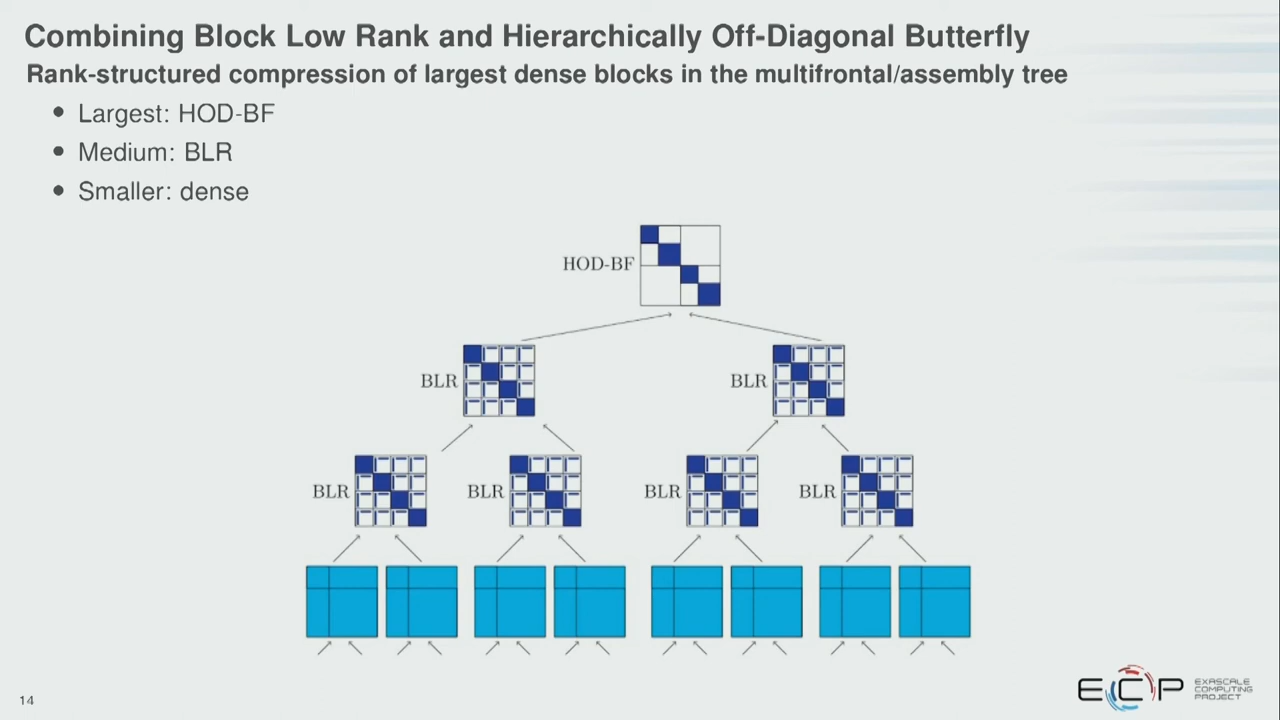 Combining Block Low Rank and Hierarchically Off-Diagonal Butterfly
Rank-structured compression of largest dense blocks in the multifrontal/assembly tree
• Largest: HOD-BF
• Medium: BLR
• Smaller: dense
HOD-BF
BLR
BLR
BLR
BLR
BLR
BLR
14
ECP
EXASCALE
COMPUTING
PROJECT